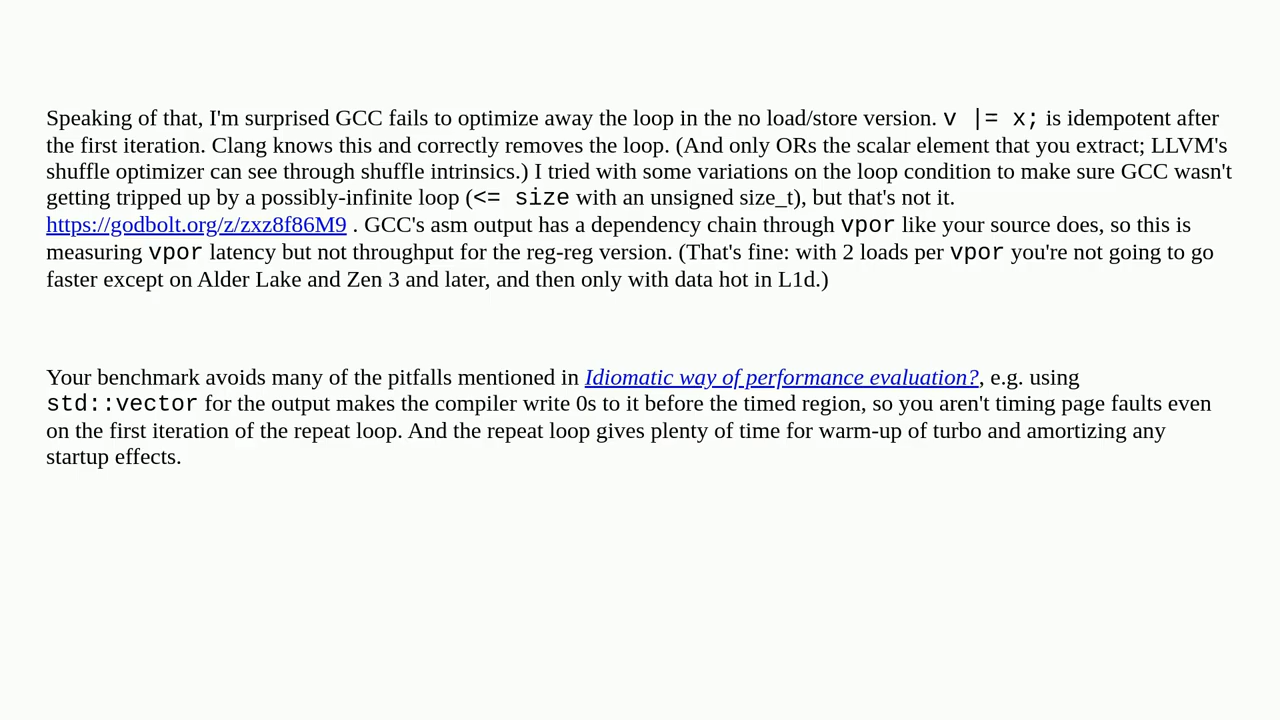 Speaking of that, I'm surprised GCC fails to optimize away the loop in the no load/store version. v |= x; is idempotent after
the first iteration. Clang knows this and correctly removes the loop. (And only ORs the scalar element that you extract; LLVM's
shuffle optimizer can see through shuffle intrinsics.) I tried with some variations on the loop condition to make sure GCC wasn't
getting tripped up by a possibly-infinite loop (<= size with an unsigned size_t), but that's not it.
https://godbolt.org/z/zxz8f86M9 . GCC's asm output has a dependency chain through vpor like your source does, so this is
measuring vpor latency but not throughput for the reg-reg version. (That's fine: with 2 loads per vpor you're not going to go
faster except on Alder Lake and Zen 3 and later, and then only with data hot in L1d.)
Your benchmark avoids many of the pitfalls mentioned in Idiomatic way of performance evaluation?, e.g. using
std::vector for the output makes the compiler write 0s to it before the timed region, so you aren't timing page faults even
on the first iteration of the repeat loop. And the repeat loop gives plenty of time for warm-up of turbo and amortizing any
startup effects.